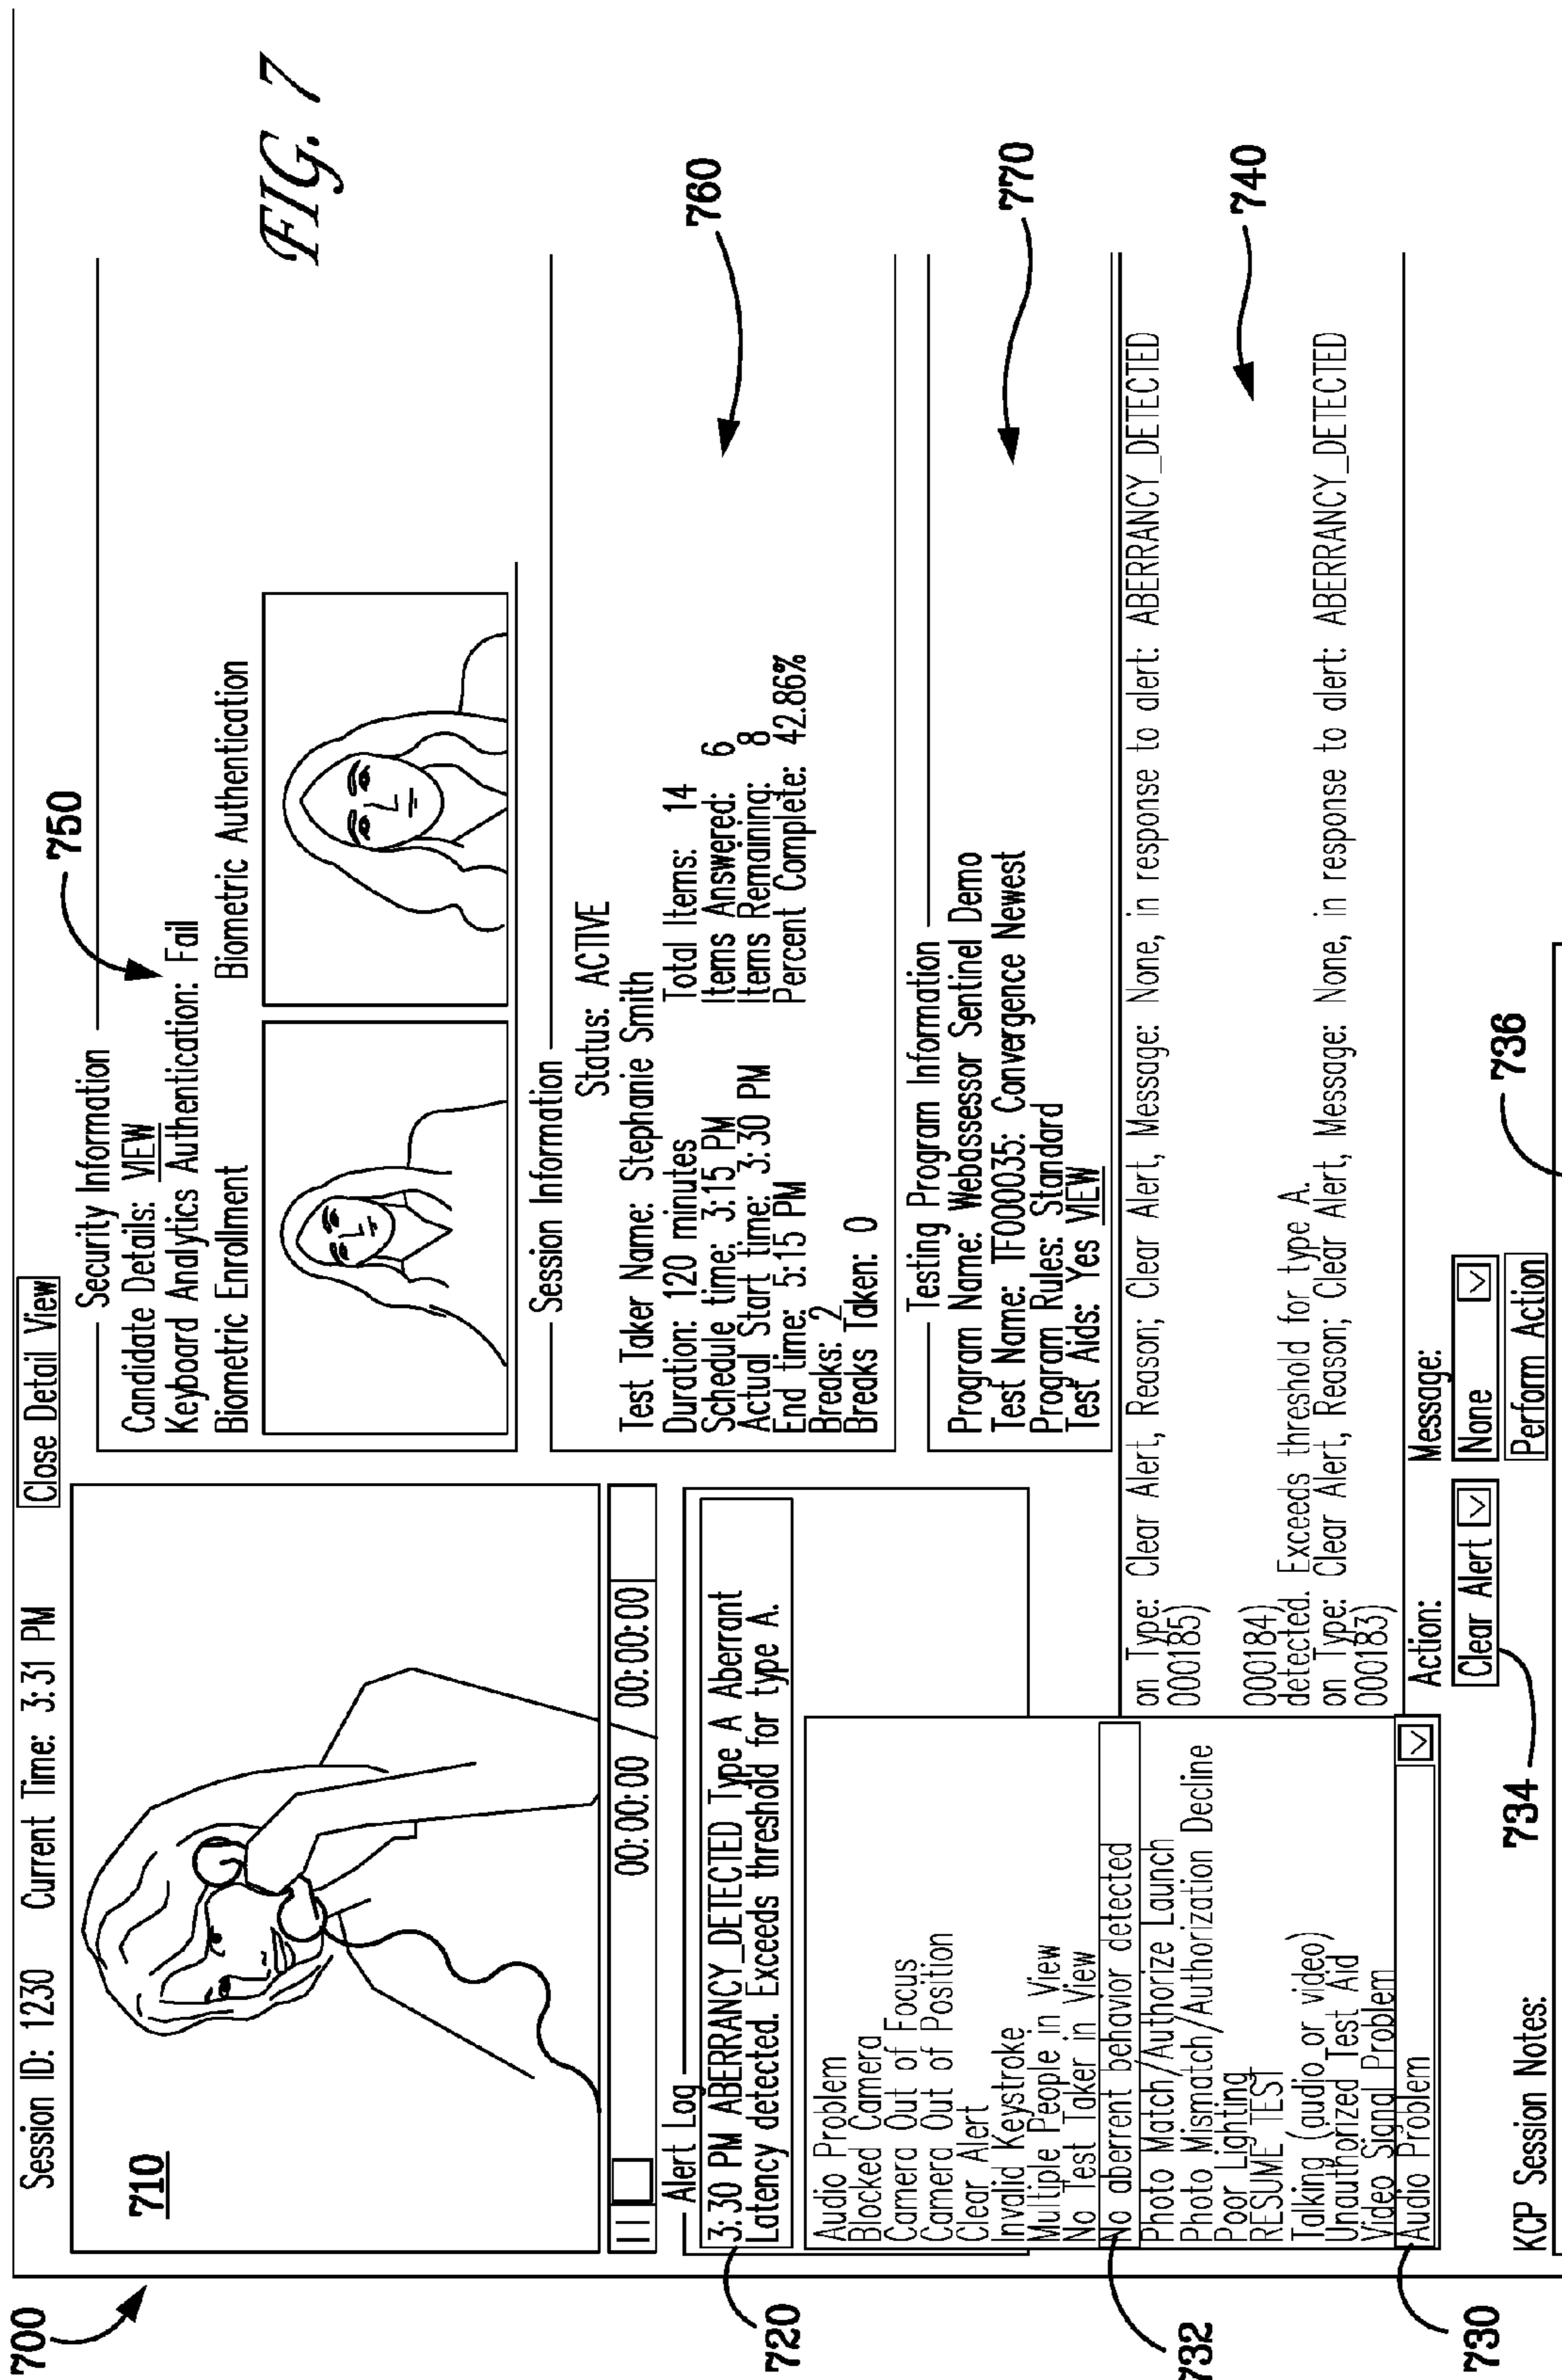 FIG. 7
700
Session ID: 1230 Current Time: 3:31 PM
Close Detail View
710
00:00:00 / 00:00:00
Alert Log
3:30 PM ABERRANCY_DETECTED Type A Aberrant
Latency detected. Exceeds threshold for type A.
720
Audio Problem
Blocked Camera
Camera Out of Focus
Camera Out of Position
Clear Alert
Invalid Keystroke
Multiple People in View
No Test Taker in View
No aberrent behavior detected
Photo Match/Authorize Launch
Photo Mismatch/Authorization Decline
Poor Lighting
RESUME TEST
Talking (audio or video)
Unauthorized Test Aid
Video Signal Problem
Audio Problem
732
730
Security Information
Candidate Details: VIEW
Keyboard Analytics Authentication: Fail
750
Biometric Enrollment Biometric Authentication
Session Information
Status: ACTIVE
Test Taker Name: Stephanie Smith
Duration: 120 minutes Total Items: 14
Schedule time: 3:15 PM Items Answered: 6
Actual Start time: 3:30 PM Items Remaining: 8
End time: 5:15 PM Percent Complete: 42.86%
Breaks: 2
Breaks Taken: 0
760
Testing Program Information
Program Name: Webassessor Sentinel Demo
Test Name: TF000035: Convergence Newest
Program Rules: Standard
Test Aids: Yes VIEW
770
on Type: Clear Alert, Reason; Clear Alert, Message: None, in response to alert: ABERRANCY_DETECTED
000185)
000184)
detected. Exceeds threshold for type A.
on Type: Clear Alert, Reason; Clear Alert, Message: None, in response to alert: ABERRANCY_DETECTED
000183)
740
Action: Message:
Clear Alert None
Perform Action
734
736
KCP Session Notes: